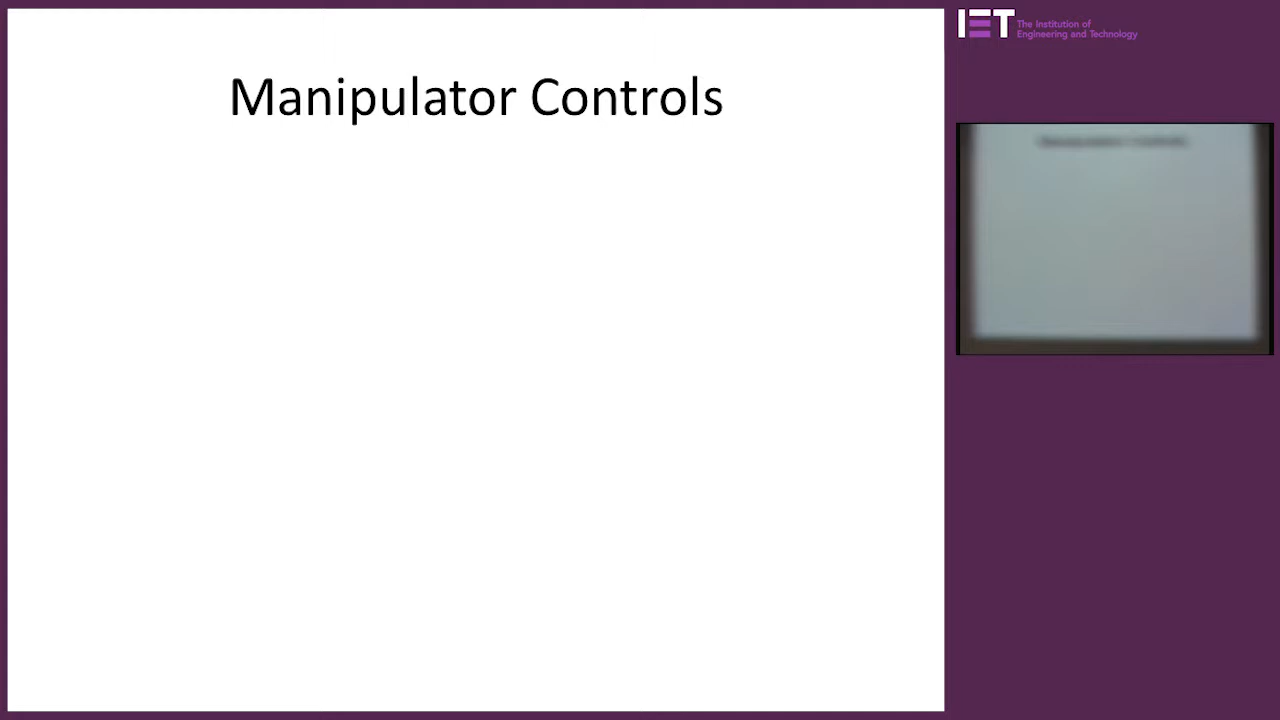 Manipulator Controls
IET The Institution of
Engineering and Technology